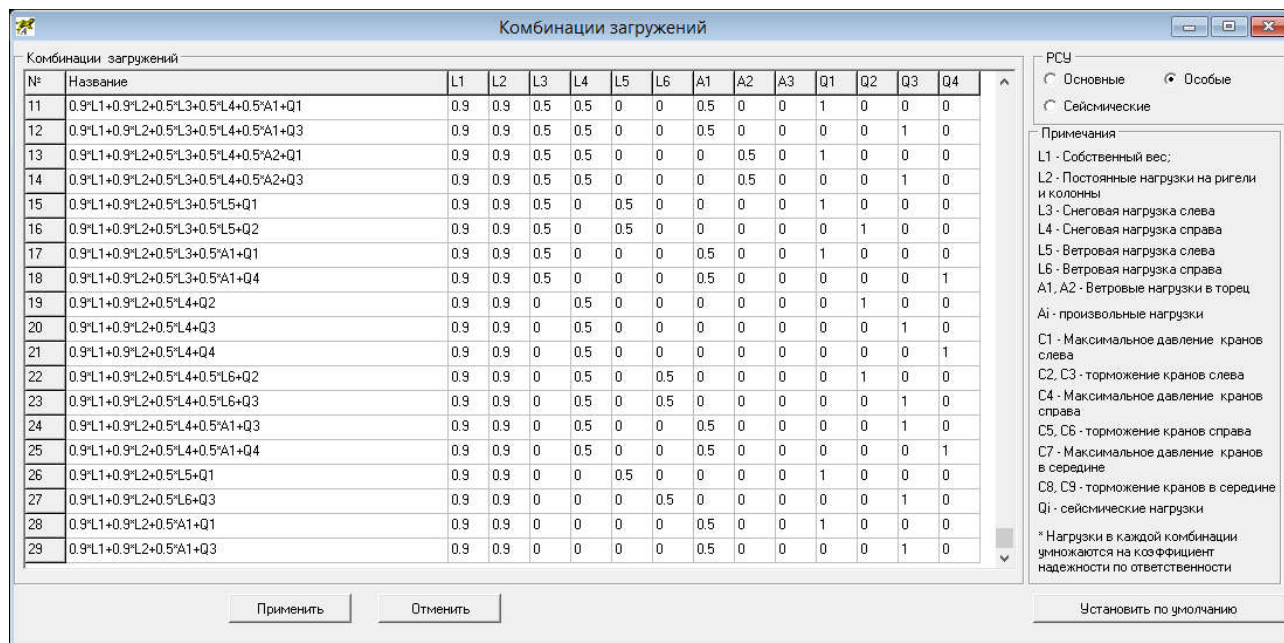 Комбинации загружений
Комбинации загружений
№ Название L1 L2 L3 L4 L5 L6 A1 A2 A3 Q1 Q2 Q3 Q4
11 0.9*L1+0.9*L2+0.5*L3+0.5*L4+0.5*A1+Q1 0.9 0.9 0.5 0.5 0 0 0.5 0 0 1 0 0 0
12 0.9*L1+0.9*L2+0.5*L3+0.5*L4+0.5*A1+Q3 0.9 0.9 0.5 0.5 0 0 0.5 0 0 0 0 1 0
13 0.9*L1+0.9*L2+0.5*L3+0.5*L4+0.5*A2+Q1 0.9 0.9 0.5 0.5 0 0 0 0.5 0 1 0 0 0
14 0.9*L1+0.9*L2+0.5*L3+0.5*L4+0.5*A2+Q3 0.9 0.9 0.5 0.5 0 0 0 0.5 0 0 0 1 0
15 0.9*L1+0.9*L2+0.5*L3+0.5*L5+Q1 0.9 0.9 0.5 0 0.5 0 0 0 0 1 0 0 0
16 0.9*L1+0.9*L2+0.5*L3+0.5*L5+Q2 0.9 0.9 0.5 0 0.5 0 0 0 0 0 1 0 0
17 0.9*L1+0.9*L2+0.5*L3+0.5*A1+Q1 0.9 0.9 0.5 0 0 0 0.5 0 0 1 0 0 0
18 0.9*L1+0.9*L2+0.5*L3+0.5*A1+Q4 0.9 0.9 0.5 0 0 0 0.5 0 0 0 0 0 1
19 0.9*L1+0.9*L2+0.5*L4+Q2 0.9 0.9 0 0.5 0 0 0 0 0 0 1 0 0
20 0.9*L1+0.9*L2+0.5*L4+Q3 0.9 0.9 0 0.5 0 0 0 0 0 0 0 1 0
21 0.9*L1+0.9*L2+0.5*L4+Q4 0.9 0.9 0 0.5 0 0 0 0 0 0 0 0 1
22 0.9*L1+0.9*L2+0.5*L4+0.5*L6+Q2 0.9 0.9 0 0.5 0 0.5 0 0 0 0 1 0 0
23 0.9*L1+0.9*L2+0.5*L4+0.5*L6+Q3 0.9 0.9 0 0.5 0 0.5 0 0 0 0 0 1 0
24 0.9*L1+0.9*L2+0.5*L4+0.5*A1+Q3 0.9 0.9 0 0.5 0 0 0.5 0 0 0 0 1 0
25 0.9*L1+0.9*L2+0.5*L4+0.5*A1+Q4 0.9 0.9 0 0.5 0 0 0.5 0 0 0 0 0 1
26 0.9*L1+0.9*L2+0.5*L5+Q1 0.9 0.9 0 0 0.5 0 0 0 0 1 0 0 0
27 0.9*L1+0.9*L2+0.5*L6+Q3 0.9 0.9 0 0 0 0.5 0 0 0 0 0 1 0
28 0.9*L1+0.9*L2+0.5*A1+Q1 0.9 0.9 0 0 0 0 0.5 0 0 1 0 0 0
29 0.9*L1+0.9*L2+0.5*A1+Q3 0.9 0.9 0 0 0 0 0.5 0 0 0 0 1 0
Применить Отменить
РСУ
Основные Особые
Сейсмические
Примечания
L1 - Собственный вес;
L2 - Постоянные нагрузки на ригели
и колонны
L3 - Снеговая нагрузка слева
L4 - Снеговая нагрузка справа
L5 - Ветровая нагрузка слева
L6 - Ветровая нагрузка справа
A1, A2 - Ветровые нагрузки в торец
Ai - произвольные нагрузки
C1 - Максимальное давление кранов
слева
C2, C3 - торможение кранов слева
C4 - Максимальное давление кранов
справа
C5, C6 - торможение кранов справа
C7 - Максимальное давление кранов
в середине
C8, C9 - торможение кранов в середине
Qi - сейсмические нагрузки
* Нагрузки в каждой комбинации
умножаются на коэффициент
надежности по ответственности
Установить по умолчанию